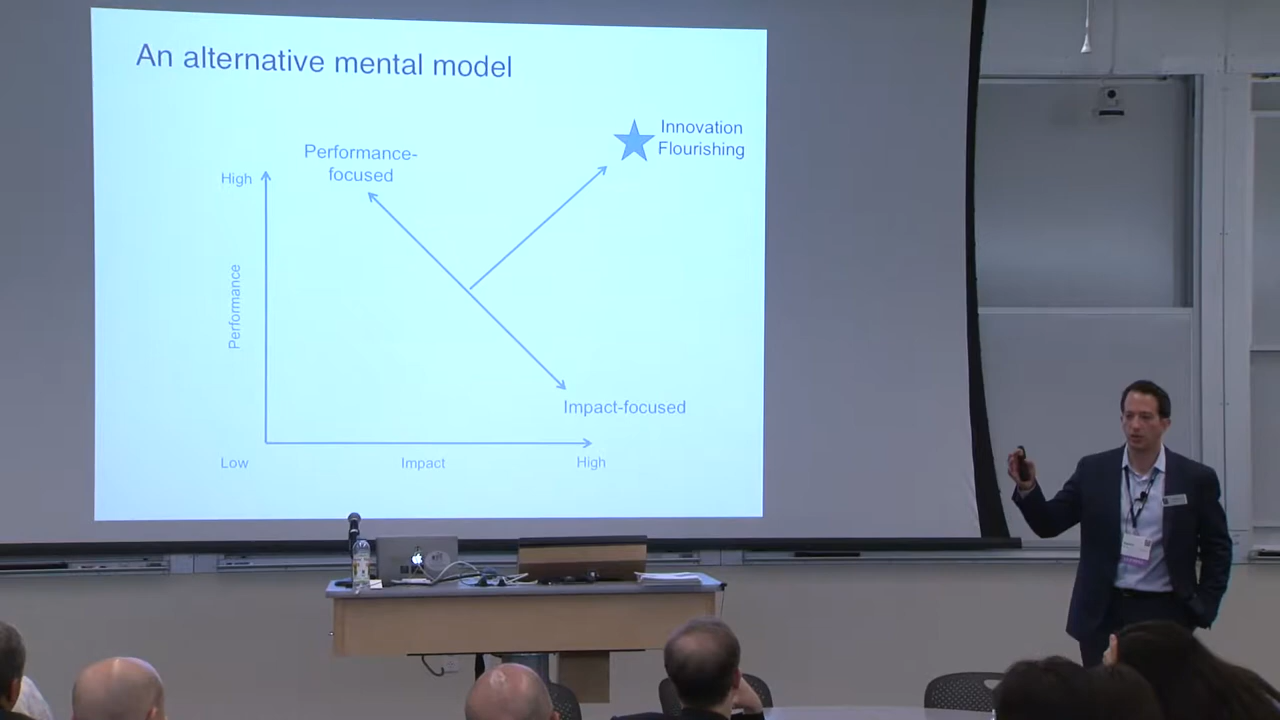 An alternative mental model
Innovation
Flourishing
Performance-
focused
High
Performance
Impact-focused
Low
Impact
High